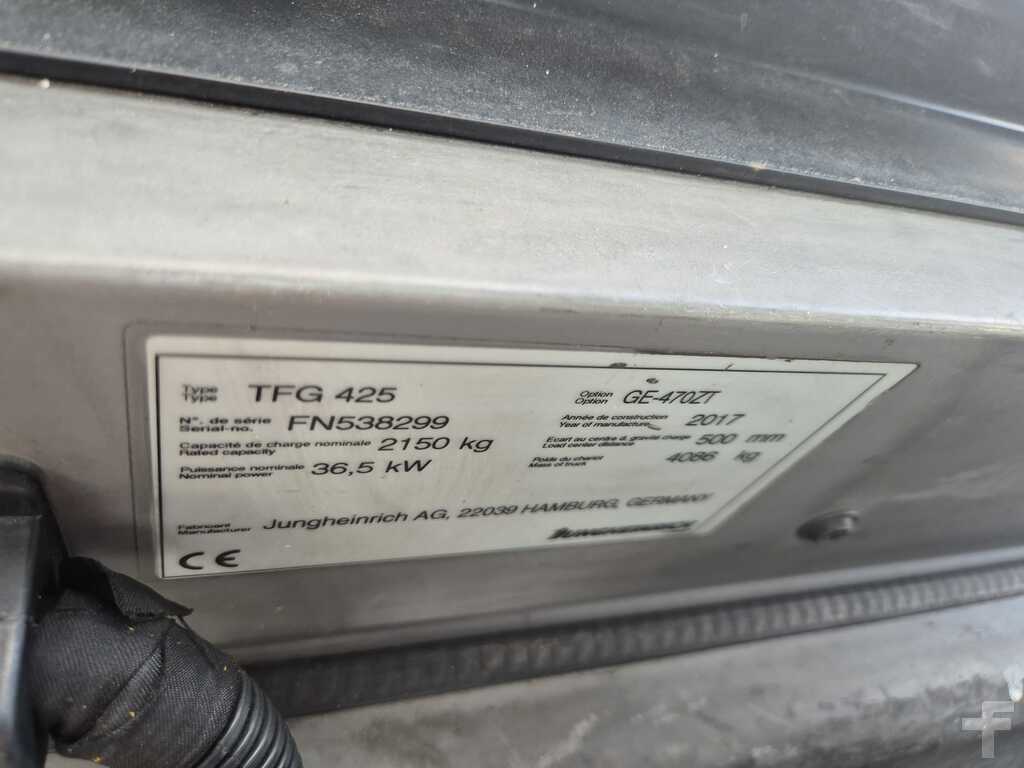 Type
Type TFG 425
Option
Option GE-470ZT
N°. de série
Serial-no. FN538299
Année de construction
Year of manufacture 2017
Capacité de charge nominale
Rated capacity 2150 kg
Ecart au centre d. gravite charge
Load center distance 500 mm
Puissance nominale
Nominal power 36,5 kW
Poids du chariot
Mass of truck 4086 kg
Fabricant
Manufacturer Jungheinrich AG, 22039 HAMBURG, GERMANY
CE JUNGHEINRICH